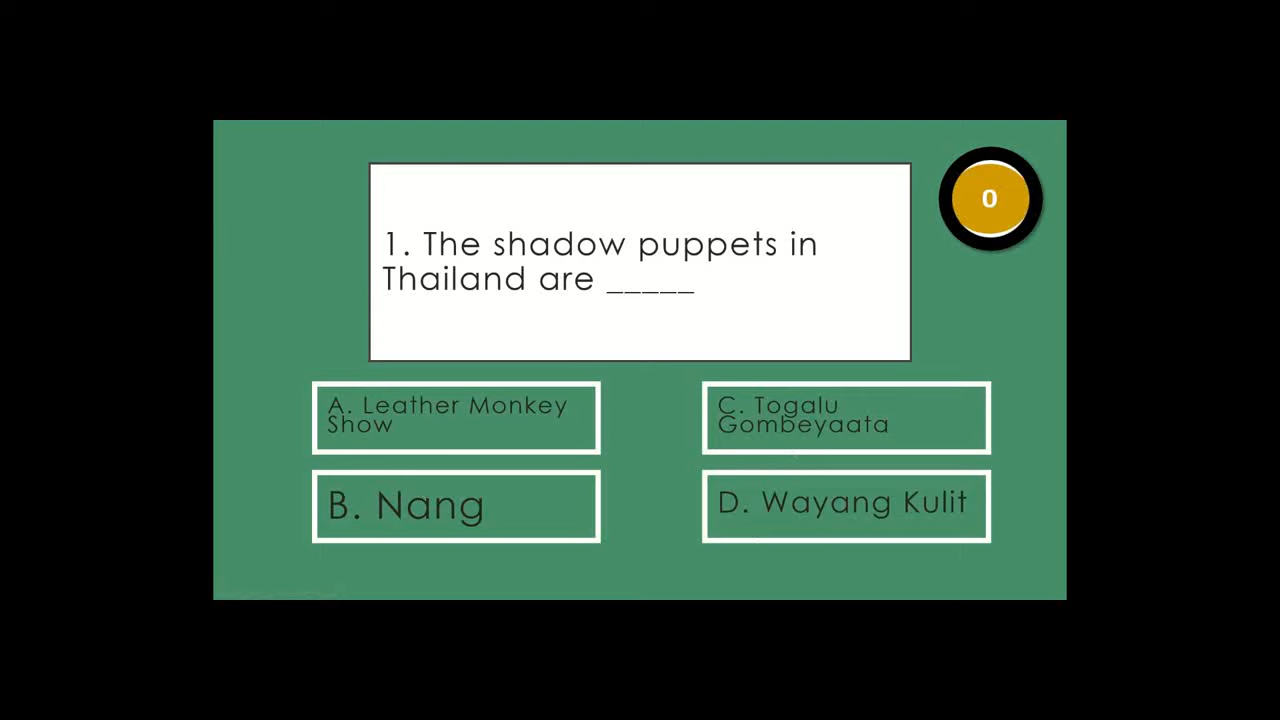 0
1. The shadow puppets in
Thailand are _____
A. Leather Monkey
Show
C. Togalu
Gombeyaata
B. Nang
D. Wayang Kulit